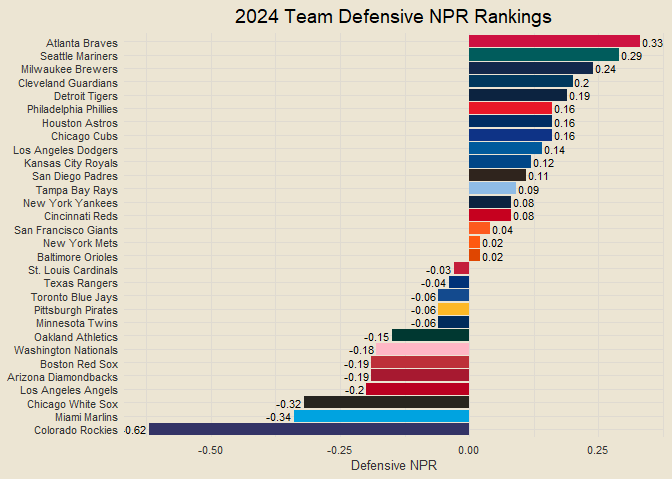 2024 Team Defensive NPR Rankings
Atlanta Braves 0.33
Seattle Mariners 0.29
Milwaukee Brewers 0.24
Cleveland Guardians 0.2
Detroit Tigers 0.19
Philadelphia Phillies 0.16
Houston Astros 0.16
Chicago Cubs 0.16
Los Angeles Dodgers 0.14
Kansas City Royals 0.12
San Diego Padres 0.11
Tampa Bay Rays 0.09
New York Yankees 0.08
Cincinnati Reds 0.08
San Francisco Giants 0.04
New York Mets 0.02
Baltimore Orioles 0.02
St. Louis Cardinals -0.03
Texas Rangers -0.04
Toronto Blue Jays -0.06
Pittsburgh Pirates -0.06
Minnesota Twins -0.06
Oakland Athletics -0.15
Washington Nationals -0.18
Boston Red Sox -0.19
Arizona Diamondbacks -0.19
Los Angeles Angels -0.2
Chicago White Sox -0.32
Miami Marlins -0.34
Colorado Rockies -0.62
-0.50 -0.25 0.00 0.25
Defensive NPR